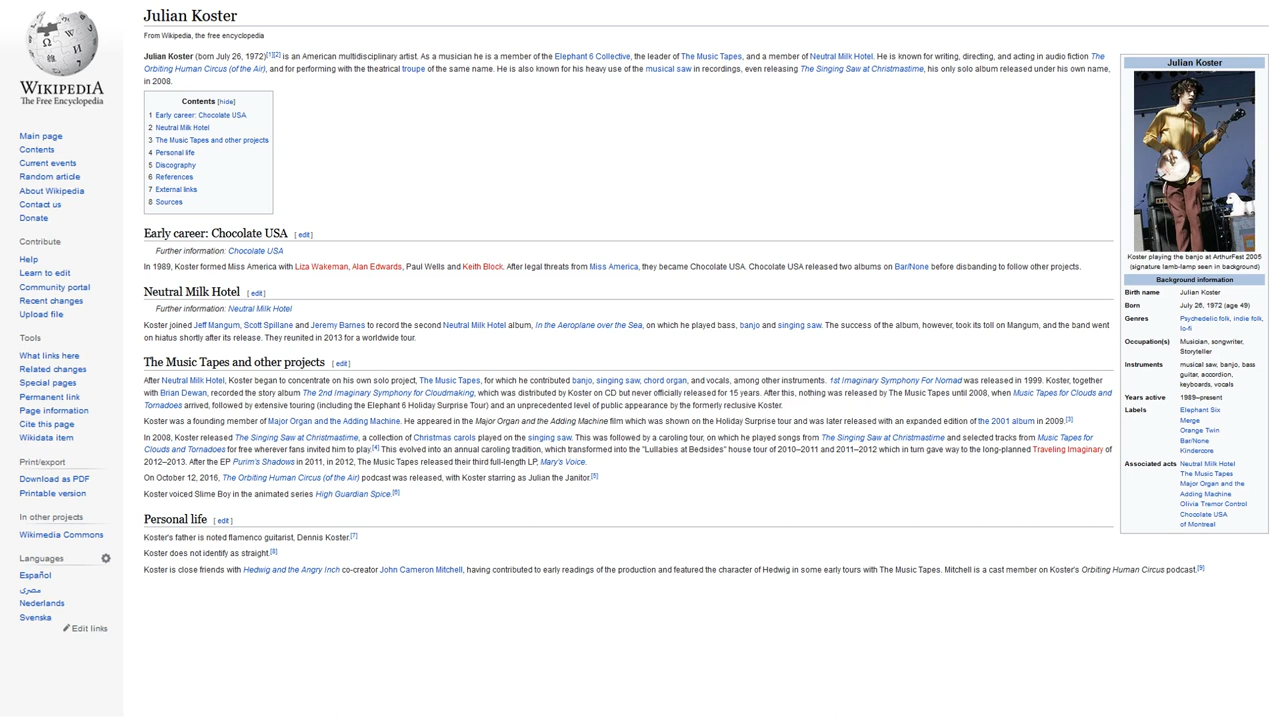 WIKIPEDIA
The Free Encyclopedia
Main page
Contents
Current events
Random article
About Wikipedia
Contact us
Donate
Contribute
Help
Learn to edit
Community portal
Recent changes
Upload file
Tools
What links here
Related changes
Special pages
Permanent link
Page information
Cite this page
Wikidata item
Print/export
Download as PDF
Printable version
In other projects
Wikimedia Commons
Languages
Español
مصرى
Nederlands
Svenska
Edit links
Julian Koster
From Wikipedia, the free encyclopedia
Julian Koster (born July 26, 1972)[1][2] is an American multidisciplinary artist. As a musician he is a member of the Elephant 6 Collective, the leader of The Music Tapes, and a member of Neutral Milk Hotel. He is known for writing, directing, and acting in audio fiction The
Orbiting Human Circus (of the Air), and for performing with the theatrical troupe of the same name. He is also known for his heavy use of the musical saw in recordings, even releasing The Singing Saw at Christmastime, his only solo album released under his own name,
in 2008.
Contents [hide]
1 Early career: Chocolate USA
2 Neutral Milk Hotel
3 The Music Tapes and other projects
4 Personal life
5 Discography
6 References
7 External links
8 Sources
Early career: Chocolate USA [ edit ]
Further information: Chocolate USA
In 1989, Koster formed Miss America with Liza Wakeman, Alan Edwards, Paul Wells and Keith Block. After legal threats from Miss America, they became Chocolate USA. Chocolate USA released two albums on Bar/None before disbanding to follow other projects.
Neutral Milk Hotel [ edit ]
Further information: Neutral Milk Hotel
Koster joined Jeff Mangum, Scott Spillane and Jeremy Barnes to record the second Neutral Milk Hotel album, In the Aeroplane over the Sea, on which he played bass, banjo and singing saw. The success of the album, however, took its toll on Mangum, and the band went
on hiatus shortly after its release. They reunited in 2013 for a worldwide tour.
The Music Tapes and other projects [ edit ]
After Neutral Milk Hotel, Koster began to concentrate on his own solo project, The Music Tapes, for which he contributed banjo, singing saw, chord organ, and vocals, among other instruments. 1st Imaginary Symphony For Nomad was released in 1999. Koster, together
with Brian Dewan, recorded the story album The 2nd Imaginary Symphony for Cloudmaking, which was distributed by Koster on CD but never officially released for 15 years. After this, nothing was released by The Music Tapes until 2008, when Music Tapes for Clouds and
Tornadoes arrived, followed by extensive touring (including the Elephant 6 Holiday Surprise Tour) and an unprecedented level of public appearance by the formerly reclusive Koster.
Koster was a founding member of Major Organ and the Adding Machine. He appeared in the Major Organ and the Adding Machine film which was shown on the Holiday Surprise tour and was later released with an expanded edition of the 2001 album in 2009.[3]
In 2008, Koster released The Singing Saw at Christmastime, a collection of Christmas carols played on the singing saw. This was followed by a caroling tour, on which he played songs from The Singing Saw at Christmastime and selected tracks from Music Tapes for
Clouds and Tornadoes for free wherever fans invited him to play.[4] This evolved into an annual caroling tradition, which transformed into the "Lullabies at Bedsides" house tour of 2010–2011 and 2011–2012 which in turn gave way to the long-planned Traveling Imaginary of
2012–2013. After the EP Purim's Shadows in 2011, in 2012, The Music Tapes released their third full-length LP, Mary's Voice.
On October 12, 2016, The Orbiting Human Circus (of the Air) podcast was released, with Koster starring as Julian the Janitor.[5]
Koster voiced Slime Boy in the animated series High Guardian Spice.[6]
Personal life [ edit ]
Koster's father is noted flamenco guitarist, Dennis Koster.[7]
Koster does not identify as straight.[8]
Koster is close friends with Hedwig and the Angry Inch co-creator John Cameron Mitchell, having contributed to early readings of the production and featured the character of Hedwig in some early tours with The Music Tapes. Mitchell is a cast member on Koster's Orbiting Human Circus podcast.[9]
Julian Koster
Koster playing the banjo at ArthurFest 2005
(signature lamb-lamp seen in background)
Background information
Birth name Julian Koster
Born July 26, 1972 (age 49)
Genres Psychedelic folk, indie folk,
lo-fi
Occupation(s) Musician, songwriter,
Storyteller
Instruments musical saw, banjo, bass
guitar, accordion,
keyboards, vocals
Years active 1989–present
Labels Elephant Six
Merge
Orange Twin
Bar/None
Kindercore
Associated acts Neutral Milk Hotel
The Music Tapes
Major Organ and the
Adding Machine
Olivia Tremor Control
Chocolate USA
of Montreal